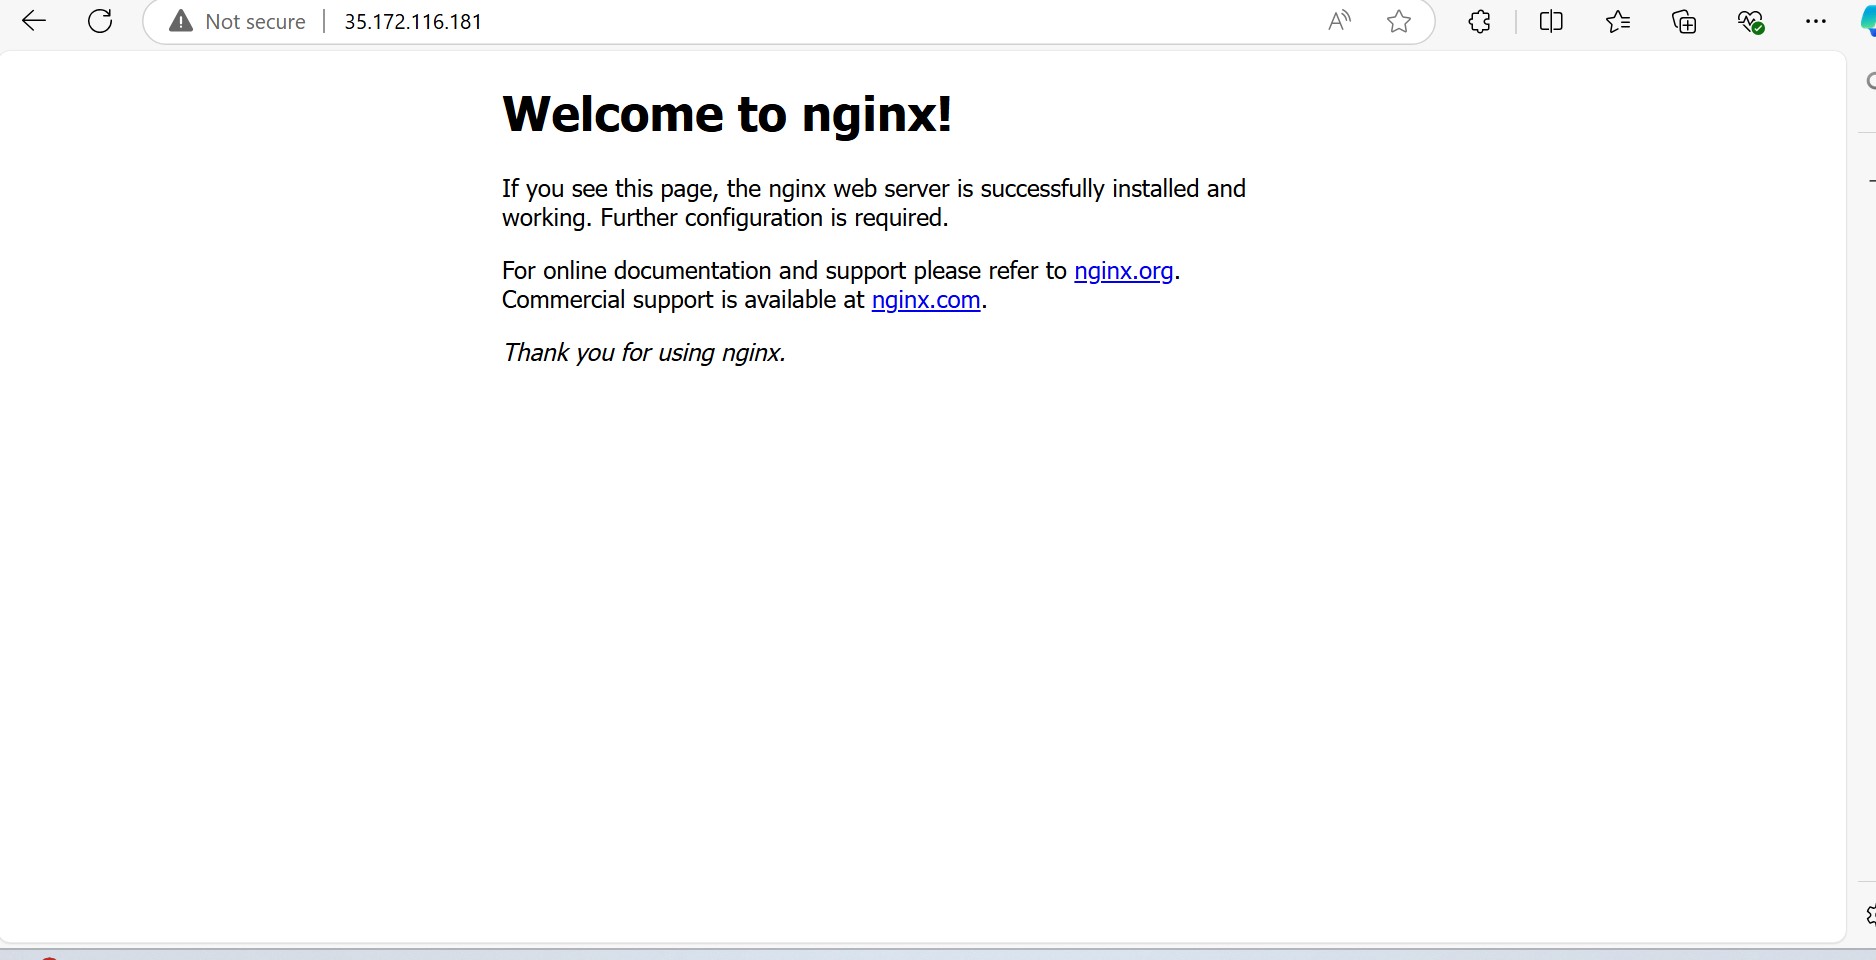 Not secure
35.172.116.181
Welcome to nginx!
If you see this page, the nginx web server is successfully installed and
working. Further configuration is required.
For online documentation and support please refer to nginx.org.
Commercial support is available at nginx.com.
Thank you for using nginx.